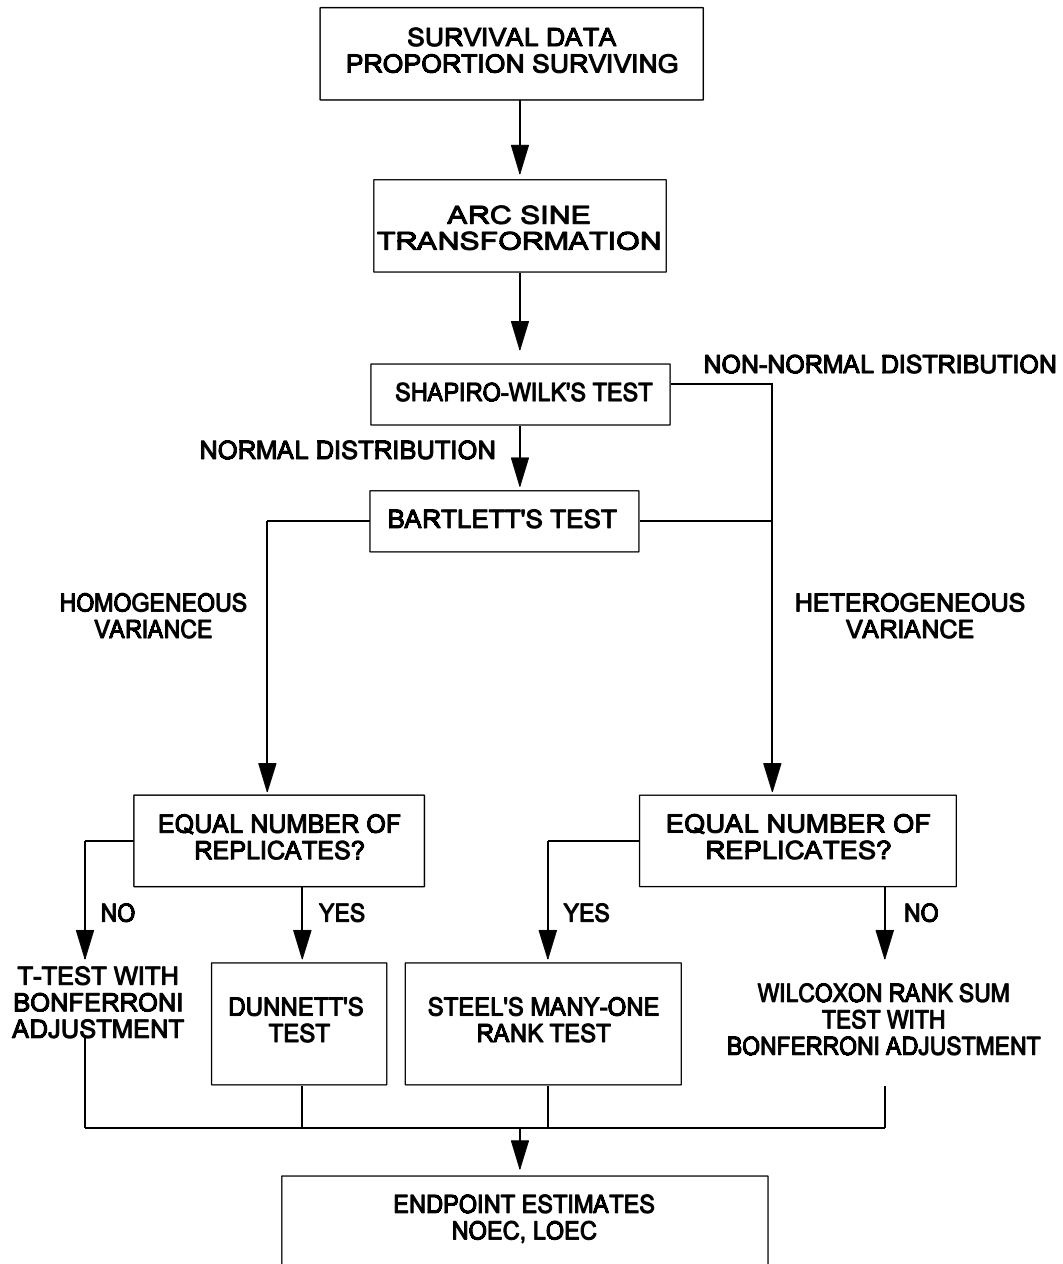 SURVIVAL DATA
PROPORTION SURVIVING
ARC SINE
TRANSFORMATION
NON-NORMAL DISTRIBUTION
SHAPIRO-WILK'S TEST
NORMAL DISTRIBUTION
BARTLETT'S TEST
HOMOGENEOUS
VARIANCE
HETEROGENEOUS
VARIANCE
EQUAL NUMBER OF
REPLICATES?
EQUAL NUMBER OF
REPLICATES?
NO
YES
YES
NO
T-TEST WITH
BONFERRONI
ADJUSTMENT
DUNNETT'S
TEST
STEEL'S MANY-ONE
RANK TEST
WILCOXON RANK SUM
TEST WITH
BONFERRONI ADJUSTMENT
ENDPOINT ESTIMATES
NOEC, LOEC